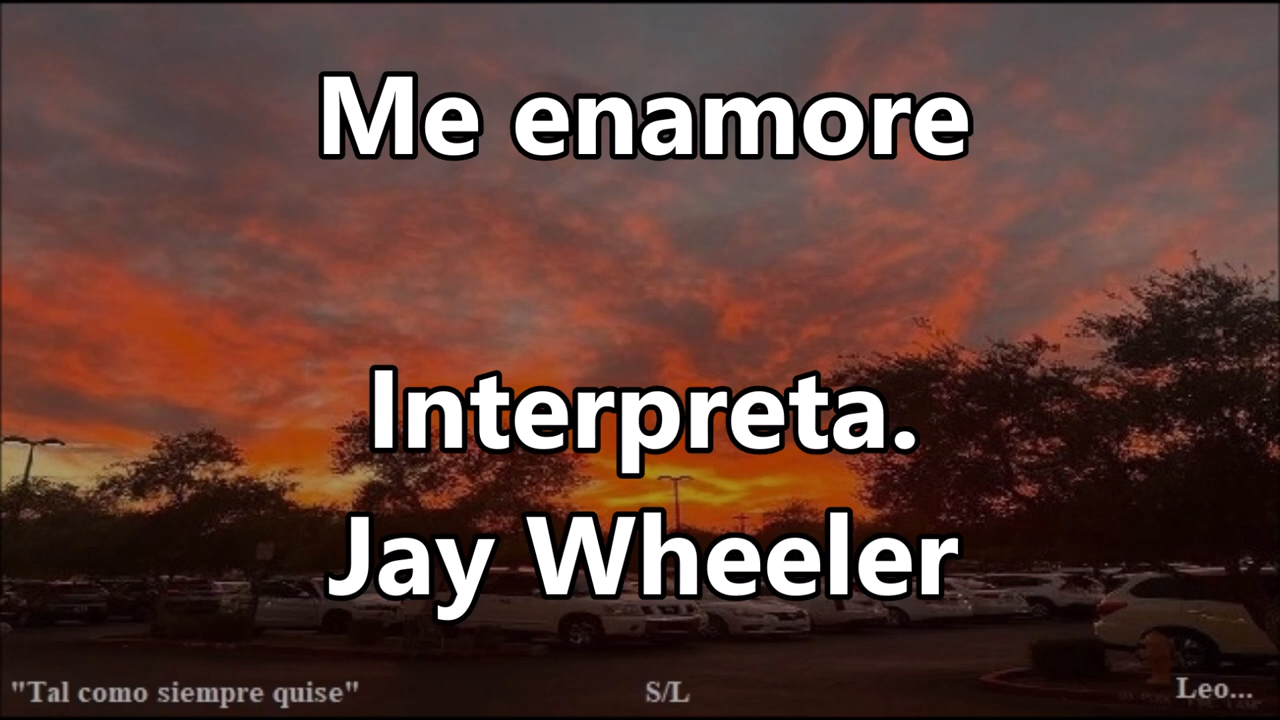 Me enamore
Interpreta.
Jay Wheeler
"Tal como siempre quise"
S/L
Leo...